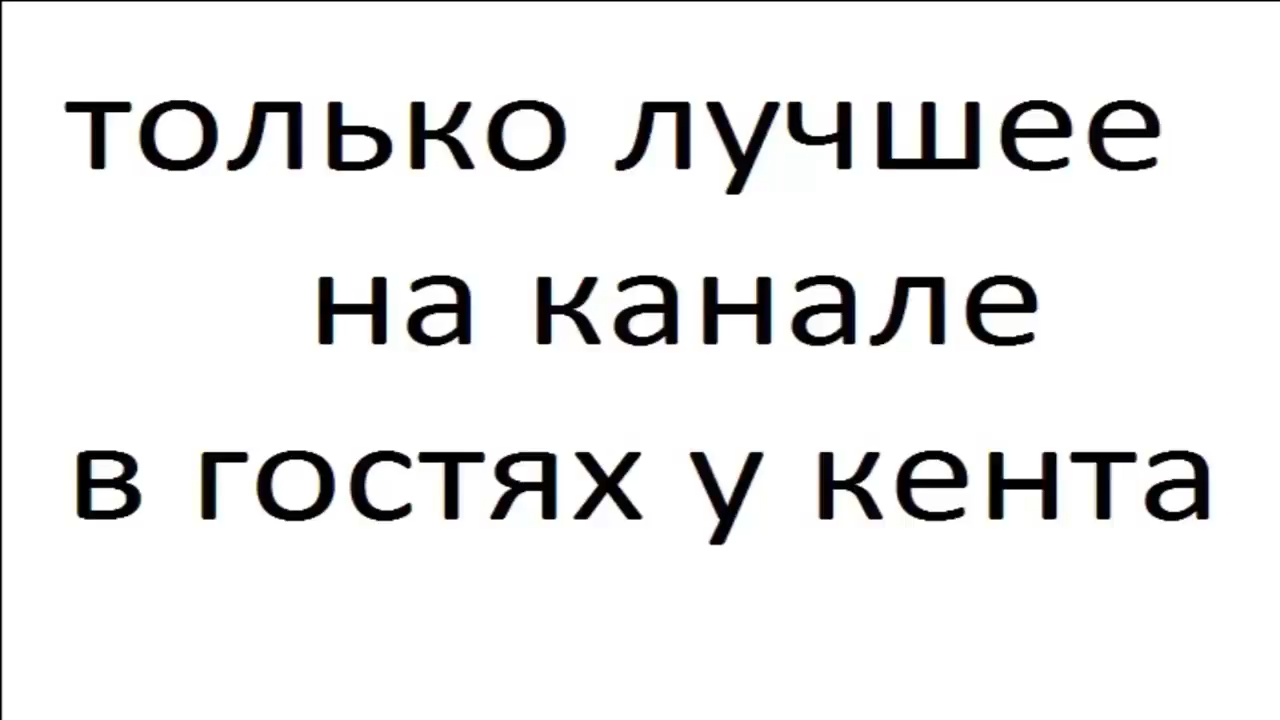 только лучшее
на канале
в гостях у кента